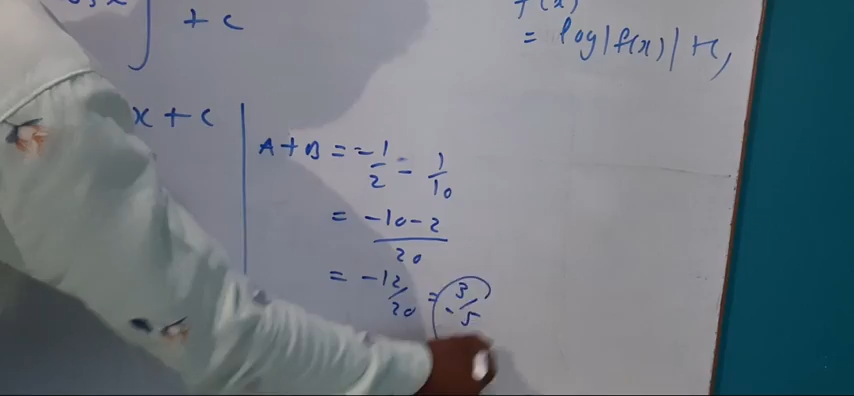 + c
= log|f(x)| + c,
x + c
A + B = -1/2 - 1/10
= -10-2/20
= -12/20 = -3/5